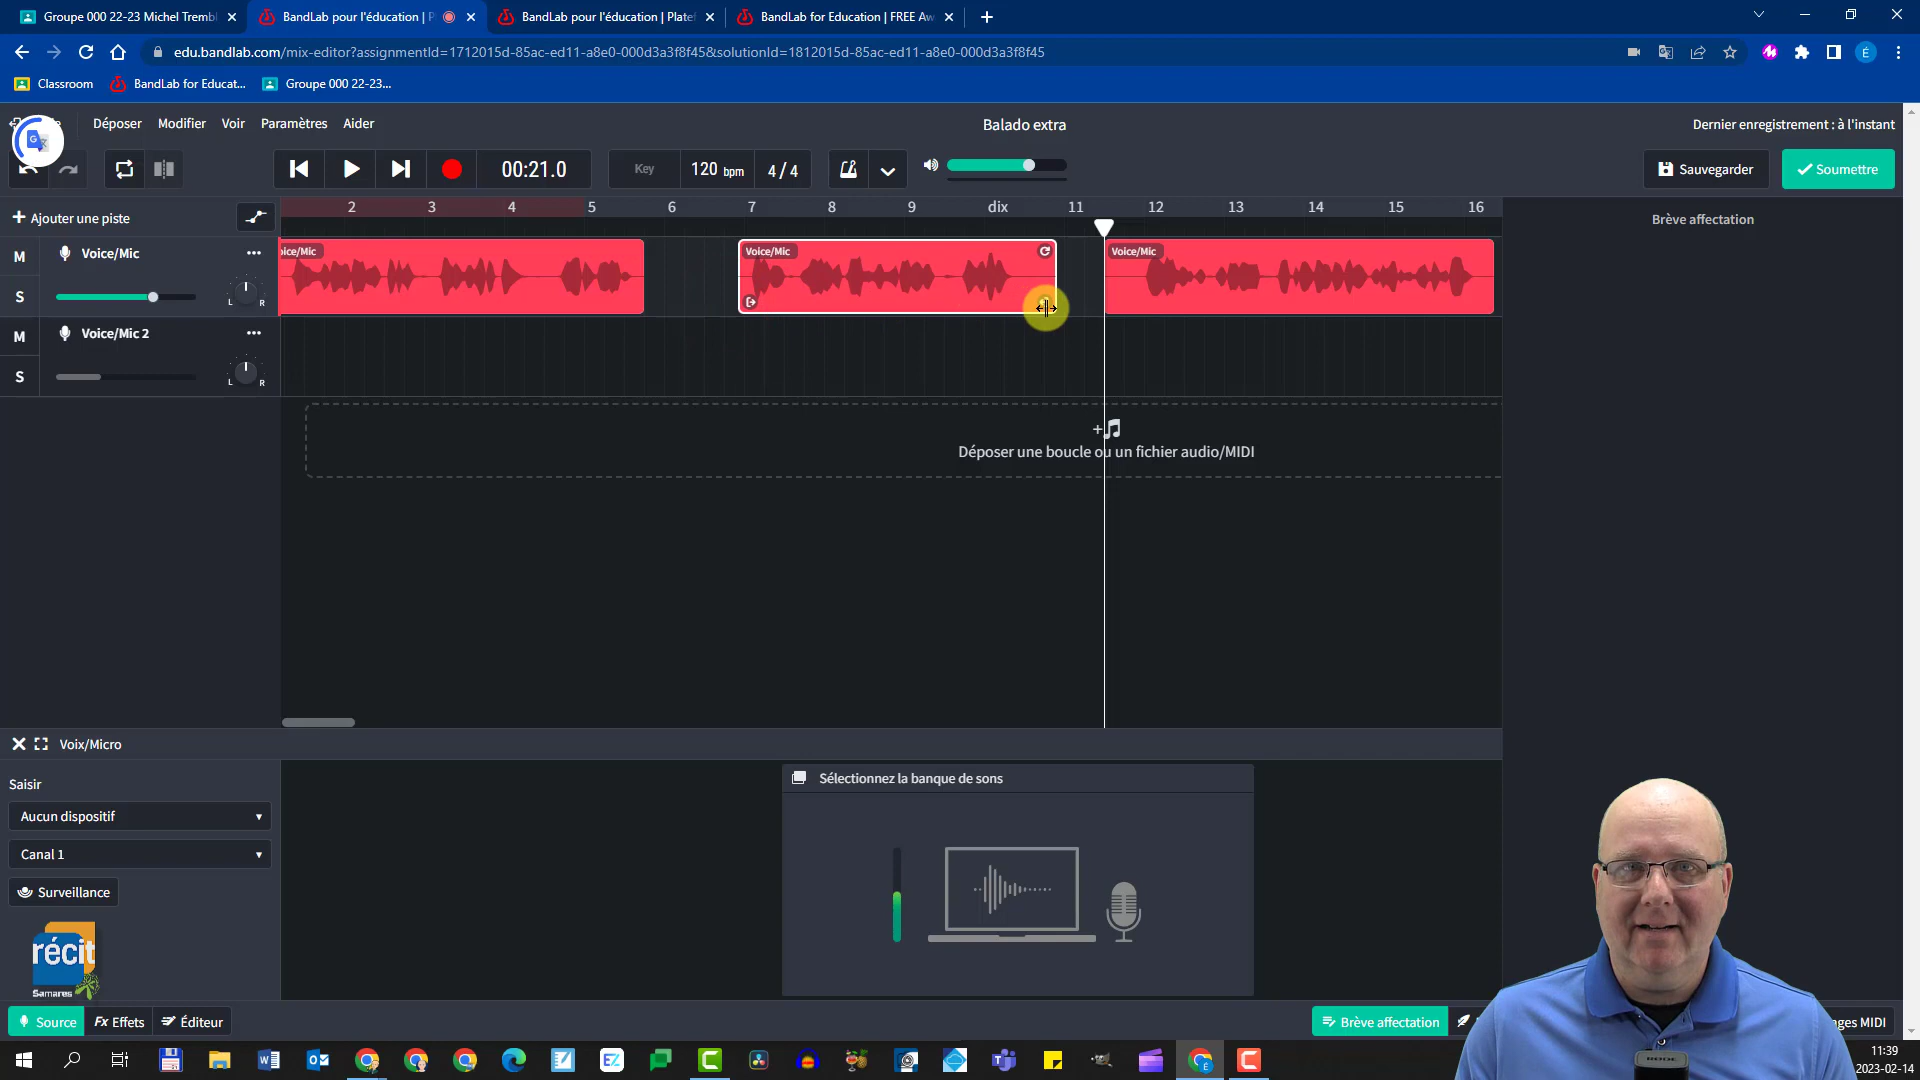 Groupe 000 22-23 Michel Trembl
BandLab pour l'éducation | P
BandLab pour l'éducation | Platef
BandLab for Education | FREE Aw
edu.bandlab.com/mix-editor?assignmentId=1712015d-85ac-ed11-a8e0-000d3a3f8f45&solutionId=1812015d-85ac-ed11-a8e0-000d3a3f8f45
É
Classroom
BandLab for Educat...
Groupe 000 22-23...
Déposer Modifier Voir Paramètres Aider
Balado extra
Dernier enregistrement : à l'instant
00:21.0
Key
120 bpm
4 / 4
Sauvegarder
Soumettre
+ Ajouter une piste
2 3 4 5 6 7 8 9 dix 11 12 13 14 15 16
Brève affectation
M
Voice/Mic
S
L R
oice/Mic
Voice/Mic
Voice/Mic
M
Voice/Mic 2
S
L R
Déposer une boucle ou un fichier audio/MIDI
Voix/Micro
Saisir
Aucun dispositif
Canal 1
Surveillance
récit
Samares
Sélectionnez la banque de sons
Source
Fx Effets
Éditeur
Brève affectation
ges MIDI
RODE
11:39
2023-02-14